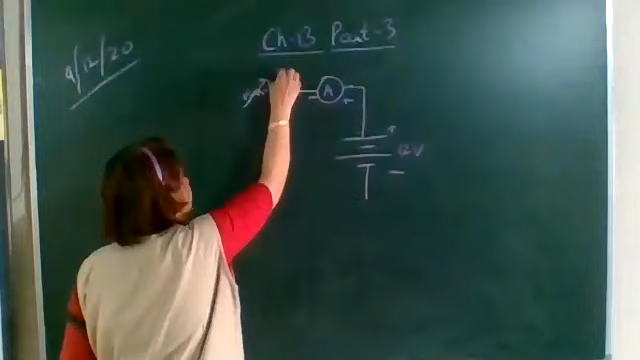 Ch-13 Part-3
9/12/20
A
- +
+
12V
-